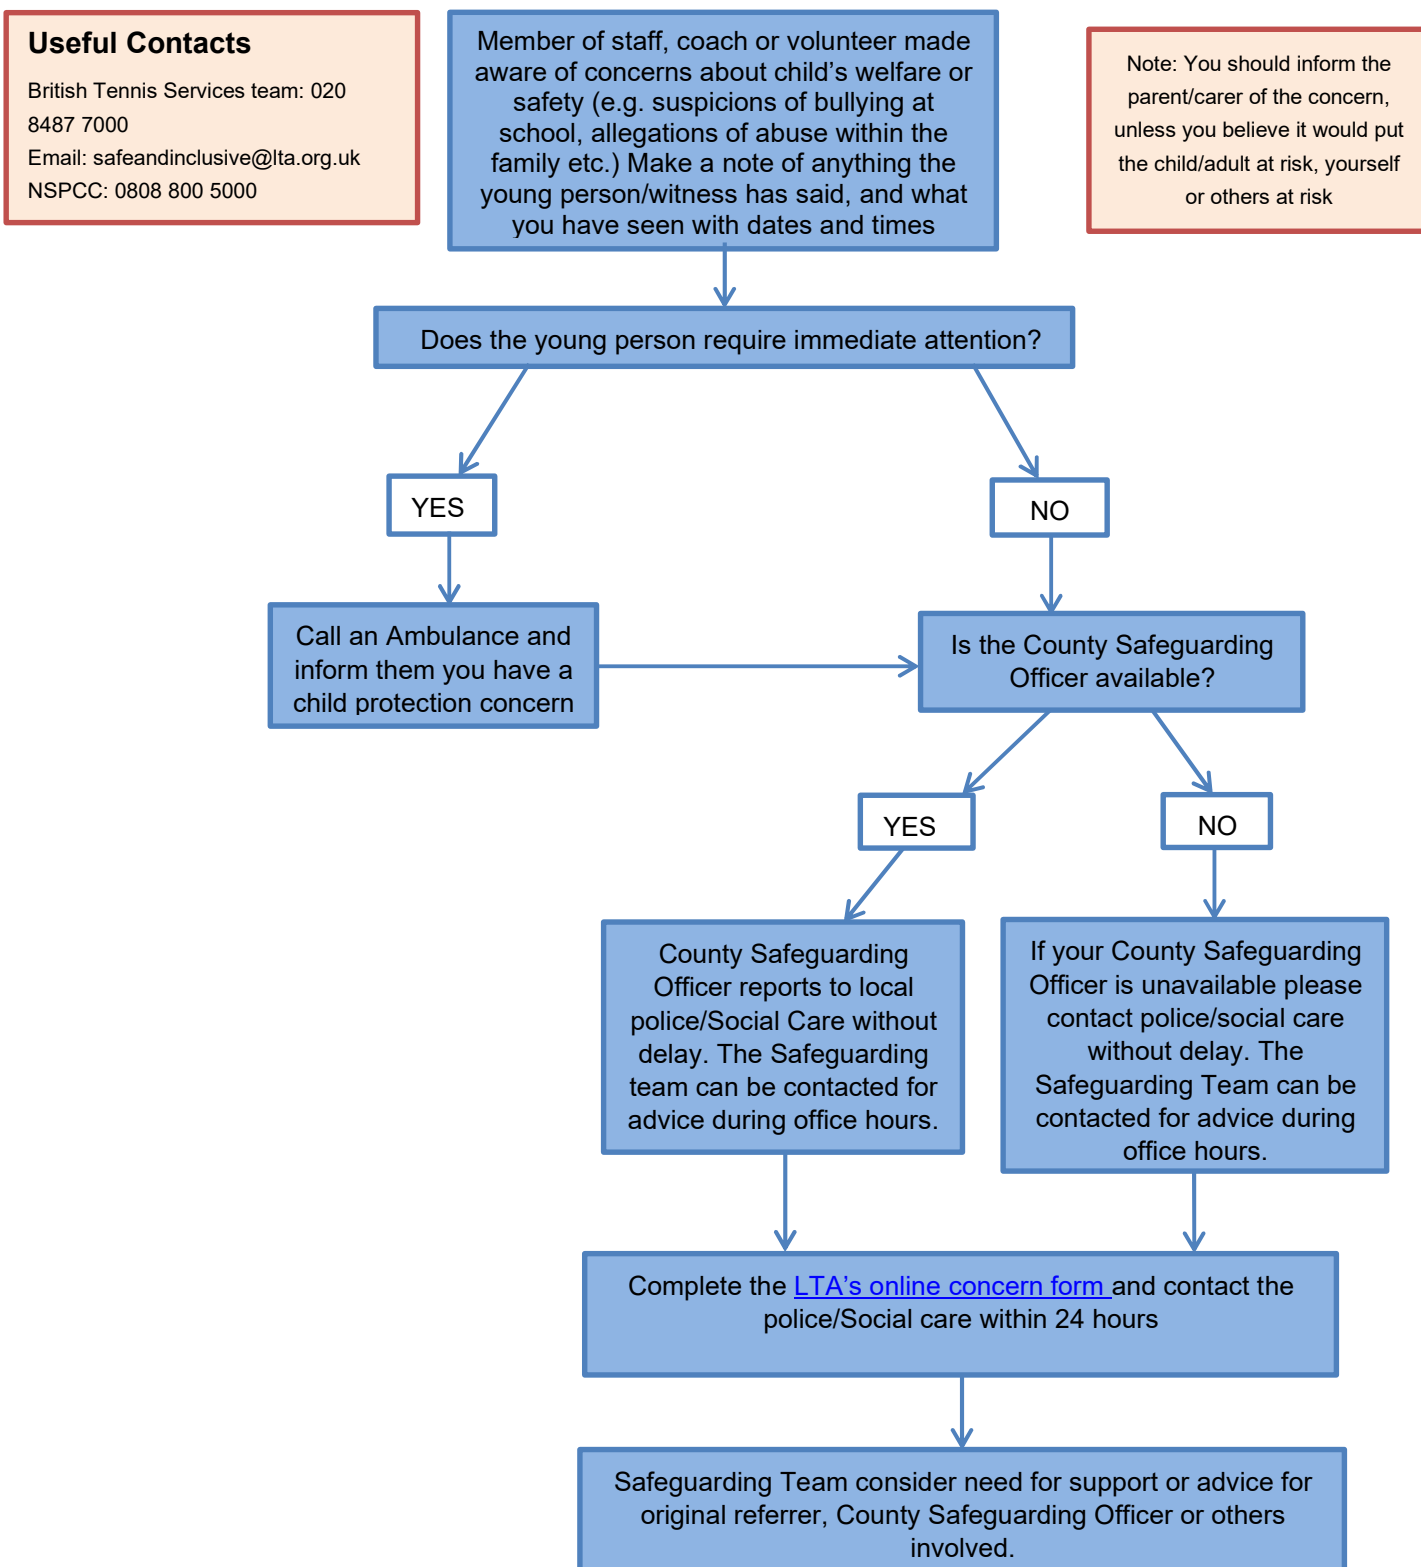 Useful Contacts
British Tennis Services team: 020
8487 7000
Email: safeandinclusive@lta.org.uk
NSPCC: 0808 800 5000
Member of staff, coach or volunteer made
aware of concerns about child’s welfare or
safety (e.g. suspicions of bullying at
school, allegations of abuse within the
family etc.) Make a note of anything the
young person/witness has said, and what
you have seen with dates and times
Note: You should inform the
parent/carer of the concern,
unless you believe it would put
the child/adult at risk, yourself
or others at risk
Does the young person require immediate attention?
YES
NO
Call an Ambulance and
inform them you have a
child protection concern
Is the County Safeguarding
Officer available?
YES
NO
County Safeguarding
Officer reports to local
police/Social Care without
delay. The Safeguarding
team can be contacted for
advice during office hours.
If your County Safeguarding
Officer is unavailable please
contact police/social care
without delay. The
Safeguarding Team can be
contacted for advice during
office hours.
Complete the LTA’s online concern form and contact the
police/Social care within 24 hours
Safeguarding Team consider need for support or advice for
original referrer, County Safeguarding Officer or others
involved.